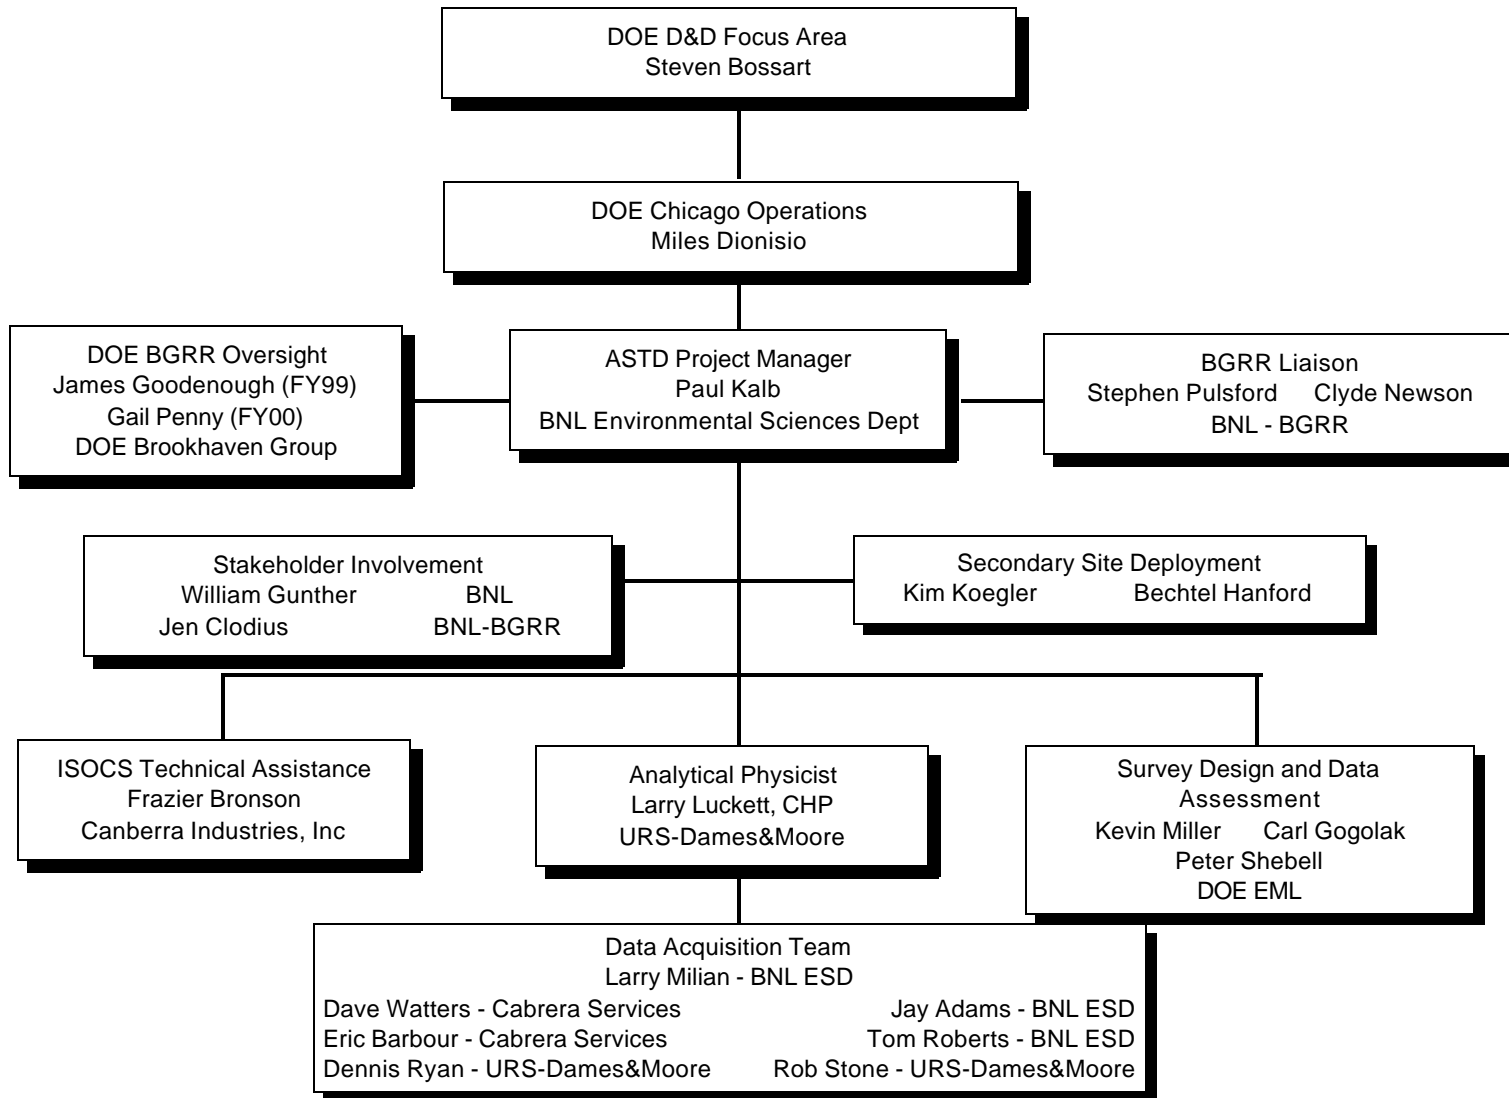 DOE D&D Focus Area
Steven Bossart
DOE Chicago Operations
Miles Dionisio
DOE BGRR Oversight
James Goodenough (FY99)
Gail Penny (FY00)
DOE Brookhaven Group
ASTD Project Manager
Paul Kalb
BNL Environmental Sciences Dept
BGRR Liaison
Stephen Pulsford Clyde Newson
BNL - BGRR
Stakeholder Involvement
William Gunther BNL
Jen Clodius BNL-BGRR
Secondary Site Deployment
Kim Koegler Bechtel Hanford
ISOCS Technical Assistance
Frazier Bronson
Canberra Industries, Inc
Analytical Physicist
Larry Luckett, CHP
URS-Dames&Moore
Survey Design and Data
Assessment
Kevin Miller Carl Gogolak
Peter Shebell
DOE EML
Data Acquisition Team
Larry Milian - BNL ESD
Dave Watters - Cabrera Services Jay Adams - BNL ESD
Eric Barbour - Cabrera Services Tom Roberts - BNL ESD
Dennis Ryan - URS-Dames&Moore Rob Stone - URS-Dames&Moore